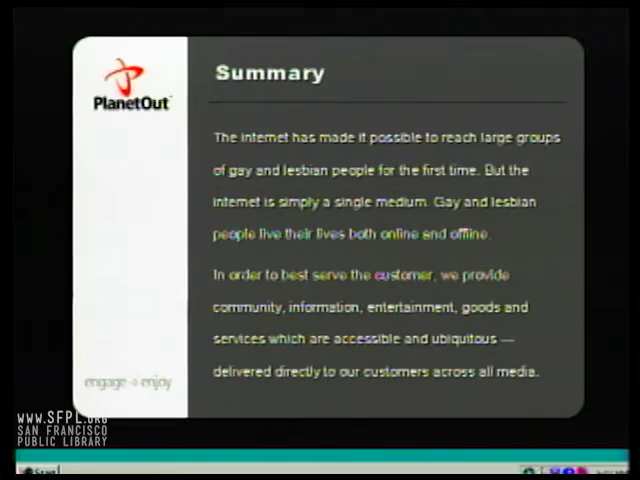 PlanetOut
Summary
The internet has made it possible to reach large groups
of gay and lesbian people for the first time. But the
internet is simply a single medium. Gay and lesbian
people live their lives both online and offline.
In order to best serve the customer, we provide
community, information, entertainment, goods and
services which are accessible and ubiquitous —
delivered directly to our customers across all media.
engage → enjoy
www.SFPL.ORG
SAN FRANCISCO
PUBLIC LIBRARY
Start